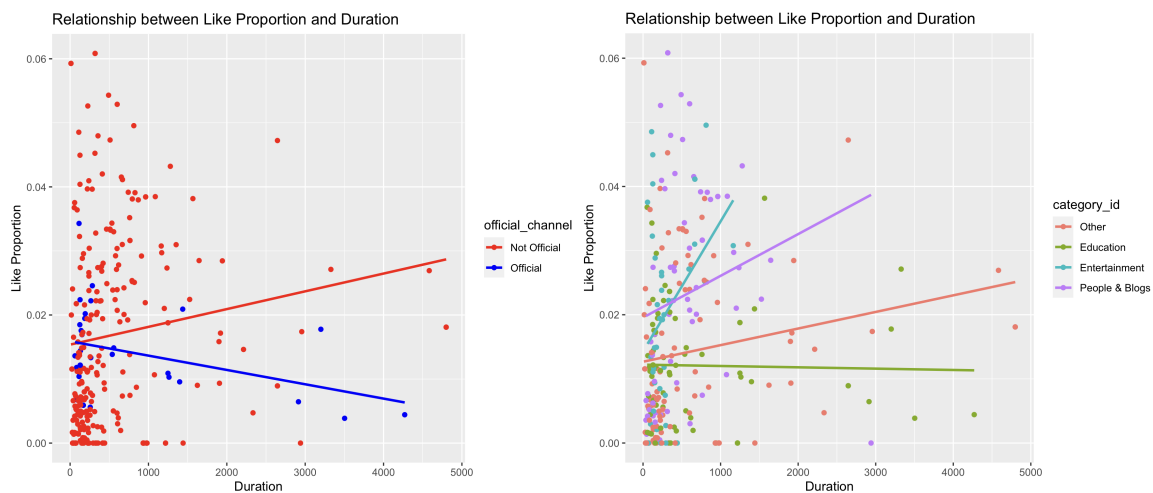 Relationship between Like Proportion and Duration
Like Proportion
0.06
0.04
0.02
0.00
0 1000 2000 3000 4000 5000
Duration
official_channel
Not Official
Official
Relationship between Like Proportion and Duration
Like Proportion
0.06
0.04
0.02
0.00
0 1000 2000 3000 4000 5000
Duration
category_id
Other
Education
Entertainment
People & Blogs